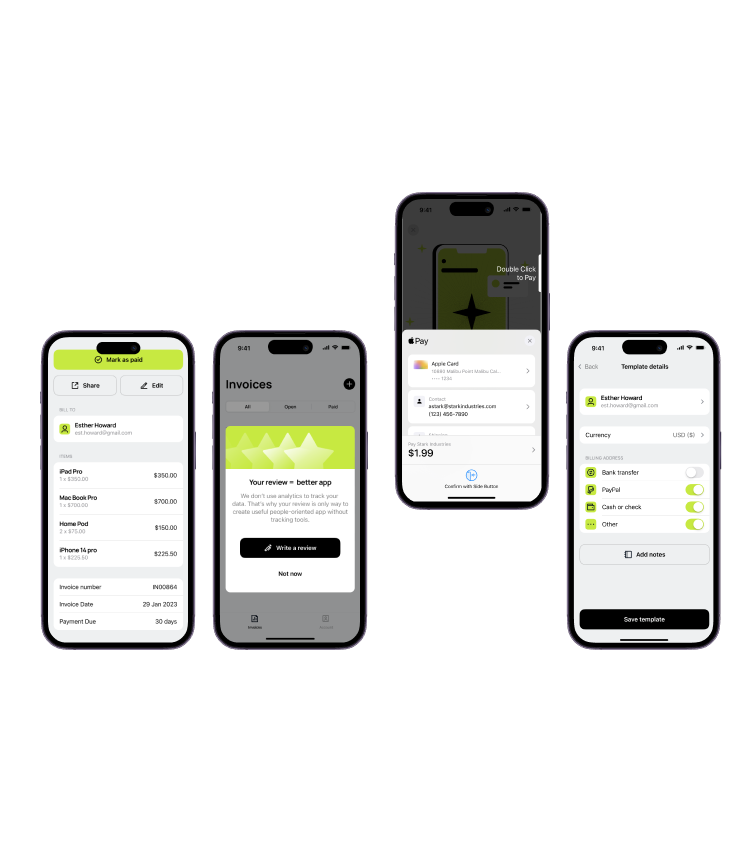 Mark as paid
Share
Edit
BILL TO
Esther Howard
est.howard@gmail.com
ITEMS
iPad Pro
1 x $350.00
$350.00
Mac Book Pro
1 x $700.00
$700.00
Home Pod
2 x $75.00
$150.00
iPhone 14 pro
1 x $225.50
$225.50
Invoice number
IN00864
Invoice Date
29 Jan 2023
Payment Due
30 days
9:41
Invoices
All
Open
Paid
Your review = better app
We don't use analytics to track your
data. That's why your review is only way to
create useful people-oriented app without
tracking tools.
Write a review
Not now
Invoices
Account
9:41
Double Click
to Pay
Pay
Apple Card
10880 Malibu Point Malibu Cal...
•••• 1234
Contact
astark@starkindustries.com
(123) 456-7890
Pay Stark Industries
$1.99
Confirm with Side Button
9:41
Back
Template details
Esther Howard
est.howard@gmail.com
Currency
USD ($)
BILLING ADDRESS
Bank transfer
PayPal
Cash or check
Other
Add notes
Save template